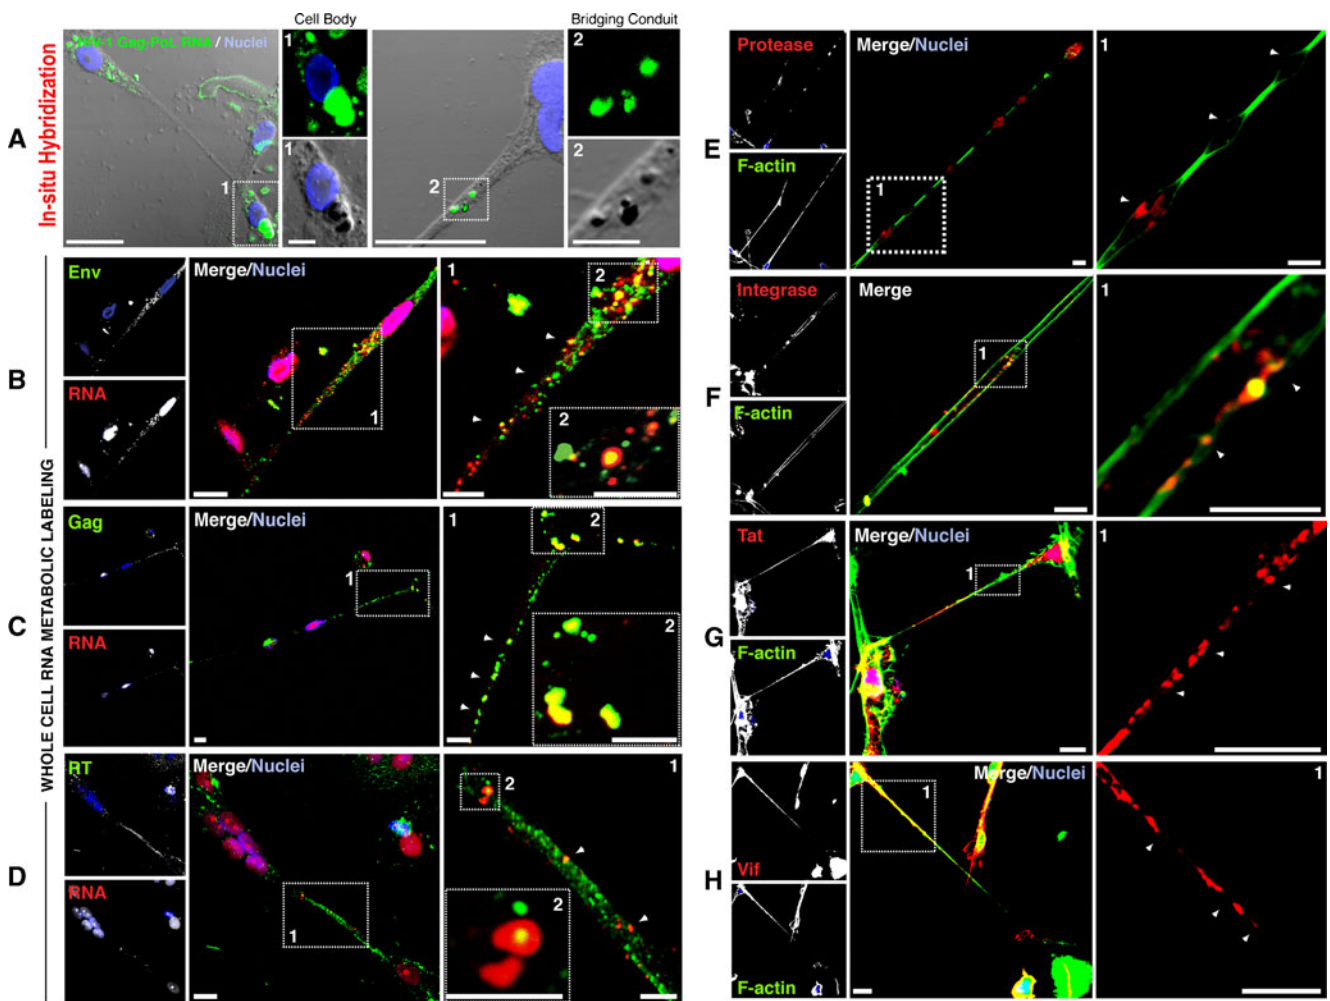 Cell Body
Bridging Conduit
A
In-situ Hybridization
HIV-1 Gag-PoL RNA / Nuclei
1
1
1
2
2
2
WHOLE CELL RNA METABOLIC LABELING
B
Env
RNA
Merge/Nuclei
1
1
2
2
C
Gag
RNA
Merge/Nuclei
1
1
2
2
D
RT
RNA
Merge/Nuclei
1
1
2
2
E
Protease
F-actin
Merge/Nuclei
1
1
F
Integrase
F-actin
Merge
1
1
G
Tat
F-actin
Merge/Nuclei
1
1
H
Vif
F-actin
Merge/Nuclei
1
1